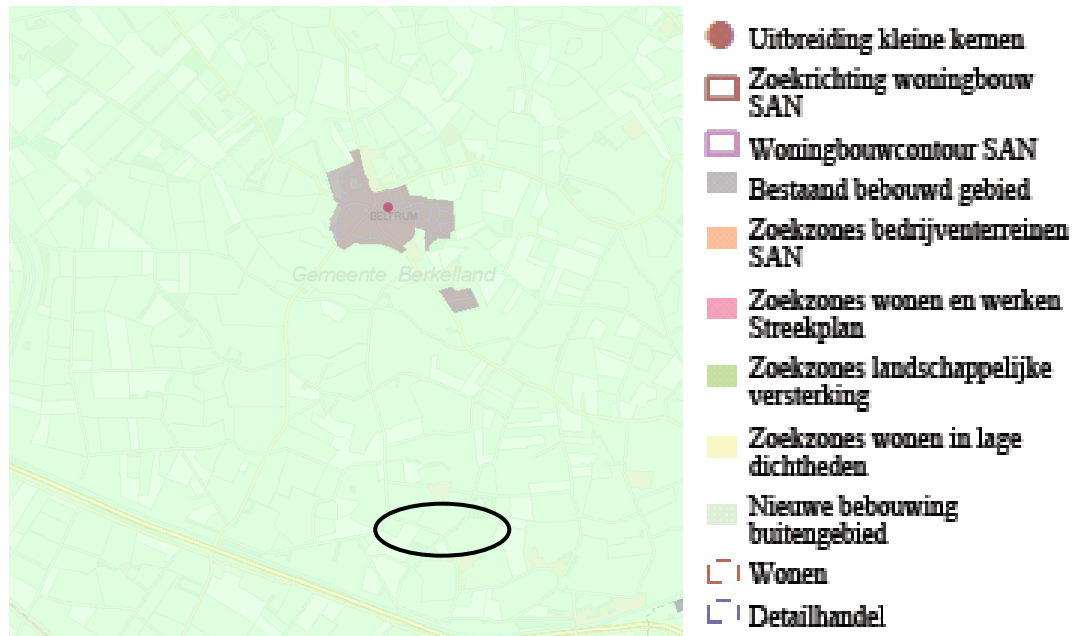 BELTRUM
Gemeente Berkelland
Uitbreiding kleine kernen
Zoekrichting woningbouw
SAN
Woningbouwcontour SAN
Bestaand bebouwd gebied
Zoekzones bedrijventerreinen
SAN
Zoekzones wonen en werken
Streekplan
Zoekzones landschappelijke
versterking
Zoekzones wonen in lage
dichtheden
Nieuwe bebouwing
buitengebied
Wonen
Detailhandel